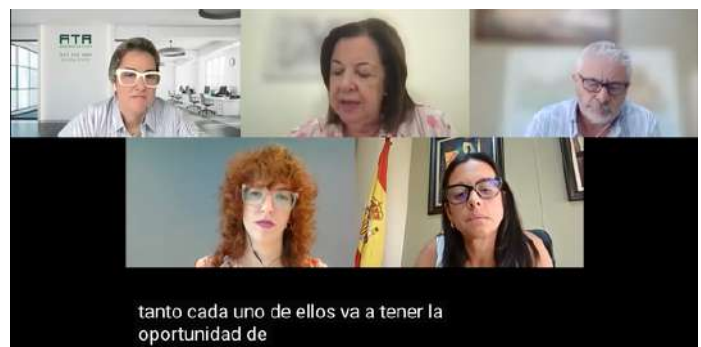 ATA
tanto cada uno de ellos va a tener la
oportunidad de